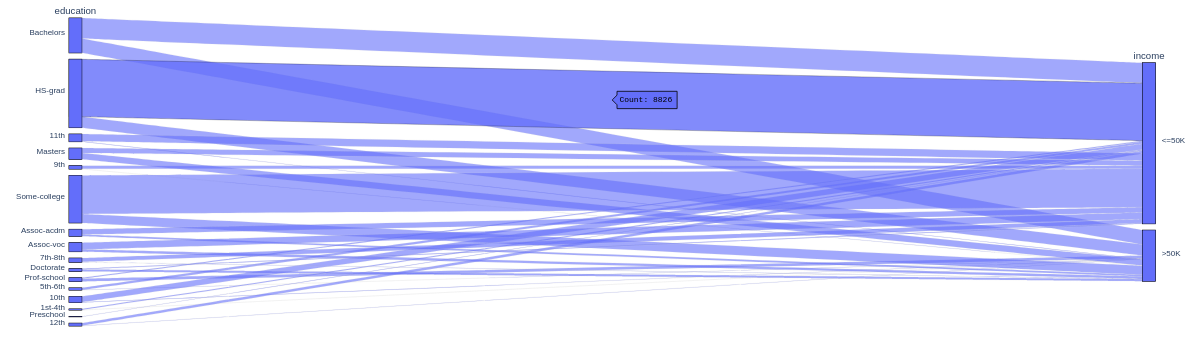 education
Bachelors
HS-grad
11th
Masters
9th
Some-college
Assoc-acdm
Assoc-voc
7th-8th
Doctorate
Prof-school
5th-6th
10th
1st-4th
Preschool
12th
Count: 8826
income
<=50K
>50K